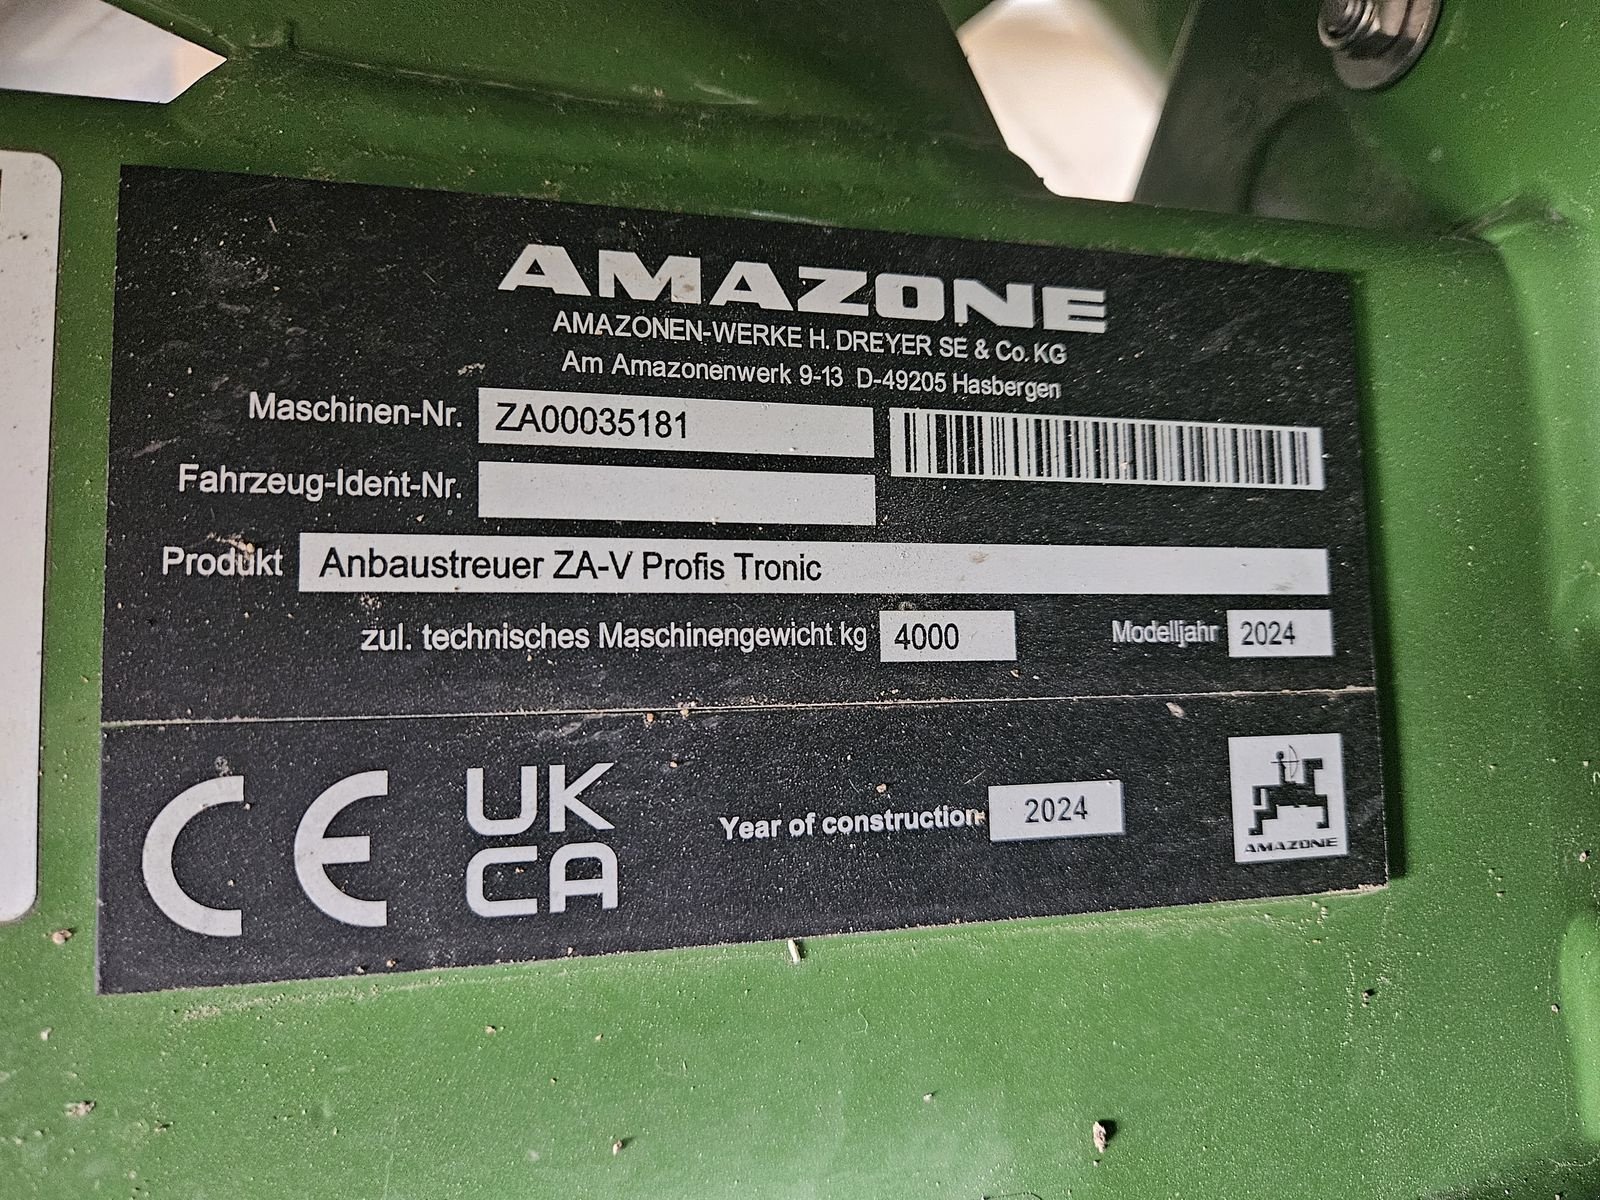 AMAZONE
AMAZONEN-WERKE H. DREYER SE & Co. KG
Am Amazonenwerk 9-13 D-49205 Hasbergen
Maschinen-Nr. ZA00035181
Fahrzeug-Ident-Nr.
Produkt Anbaustreuer ZA-V Profis Tronic
zul. technisches Maschinengewicht kg 4000 Modelljahr 2024
CE UK
CA
Year of construction 2024
AMAZONE